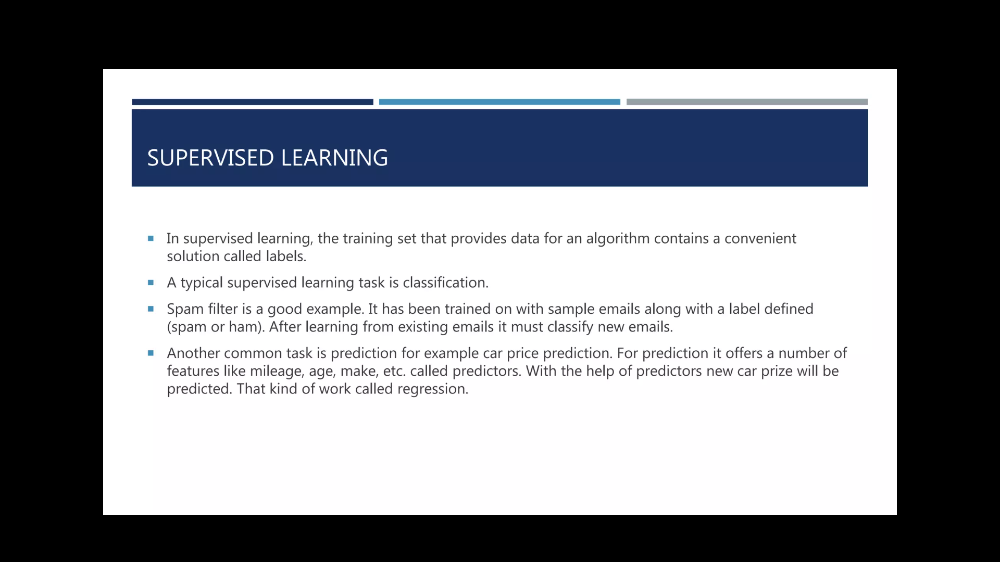 SUPERVISED LEARNING
In supervised learning, the training set that provides data for an algorithm contains a convenient
solution called labels.
A typical supervised learning task is classification.
Spam filter is a good example. It has been trained on with sample emails along with a label defined
(spam or ham). After learning from existing emails it must classify new emails.
Another common task is prediction for example car price prediction. For prediction it offers a number of
features like mileage, age, make, etc. called predictors. With the help of predictors new car prize will be
predicted. That kind of work called regression.